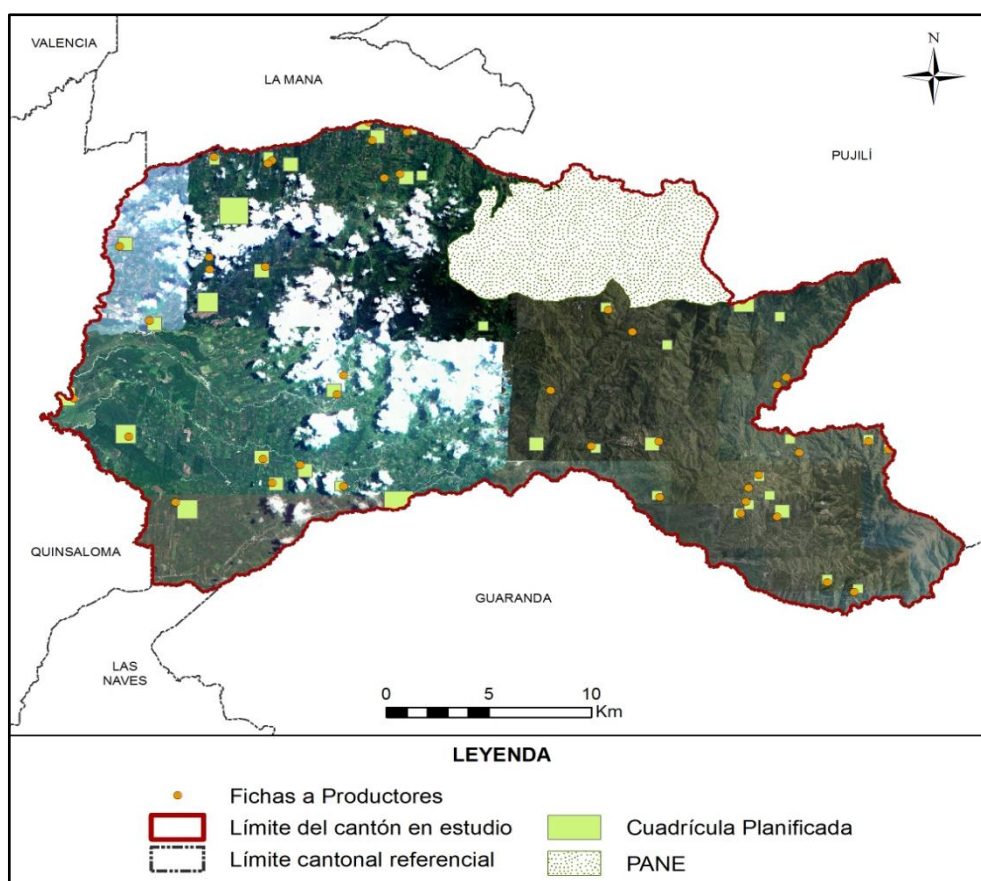 VALENCIA
N
LA MANA
PUJILÍ
QUINSALOMA
GUARANDA
LAS
NAVES
0 5 10
Km
LEYENDA
Fichas a Productores
Límite del cantón en estudio
Cuadrícula Planificada
Límite cantonal referencial
PANE